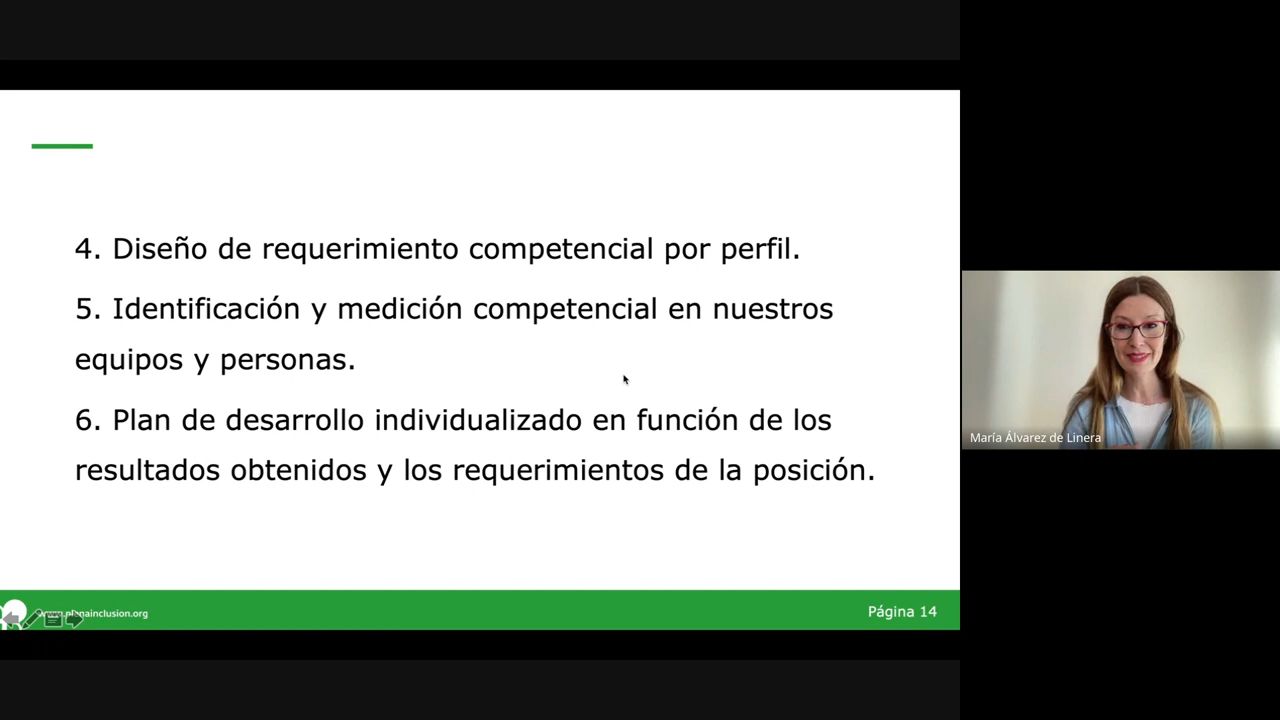 4. Diseño de requerimiento competencial por perfil.
5. Identificación y medición competencial en nuestros
equipos y personas.
6. Plan de desarrollo individualizado en función de los
resultados obtenidos y los requerimientos de la posición.
María Álvarez de Linera
www.plenainclusion.org
Página 14